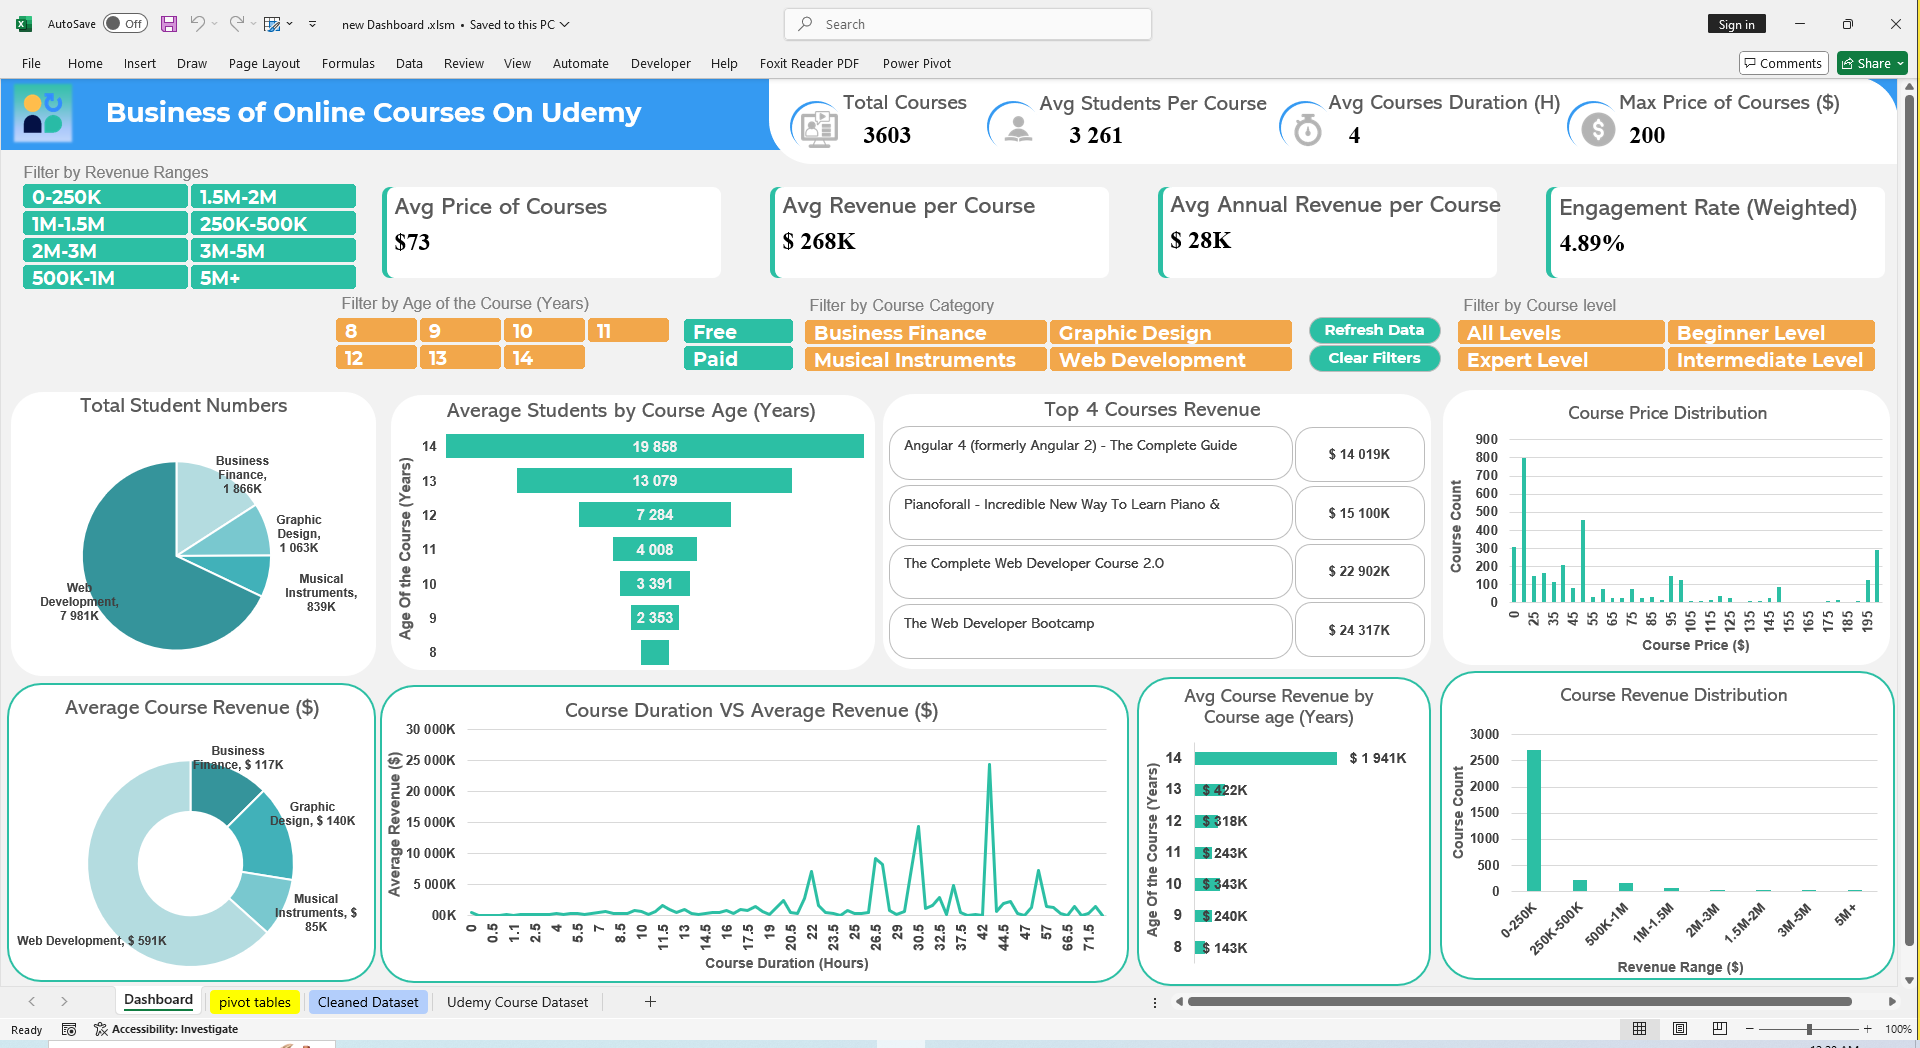 AutoSave Off
new Dashboard .xlsm • Saved to this PC
Search
Sign in
File Home Insert Draw Page Layout Formulas Data Review View Automate Developer Help Foxit Reader PDF Power Pivot
Comments
Share
Business of Online Courses On Udemy
Total Courses
3603
Avg Students Per Course
3 261
Avg Courses Duration (H)
4
Max Price of Courses ($)
200
Filter by Revenue Ranges
0-250K 1.5M-2M
1M-1.5M 250K-500K
2M-3M 3M-5M
500K-1M 5M+
Avg Price of Courses
$73
Avg Revenue per Course
$ 268K
Avg Annual Revenue per Course
$ 28K
Engagement Rate (Weighted)
4.89%
Filter by Age of the Course (Years)
8 9 10 11
12 13 14
Free
Paid
Filter by Course Category
Business Finance Graphic Design
Musical Instruments Web Development
Refresh Data
Clear Filters
Filter by Course level
All Levels Beginner Level
Expert Level Intermediate Level
Total Student Numbers
Business
Finance,
1 866K
Graphic
Design,
1 063K
Musical
Instruments,
839K
Web
Development,
7 981K
Average Students by Course Age (Years)
Age Of the Course (Years)
14 19 858
13 13 079
12 7 284
11 4 008
10 3 391
9 2 353
8
Top 4 Courses Revenue
Angular 4 (formerly Angular 2) - The Complete Guide
$ 14 019K
Pianoforall - Incredible New Way To Learn Piano &
$ 15 100K
The Complete Web Developer Course 2.0
$ 22 902K
The Web Developer Bootcamp
$ 24 317K
Course Price Distribution
Course Count
900
800
700
600
500
400
300
200
100
0
0 25 35 45 55 65 75 85 95 105 115 125 135 145 155 165 175 185 195
Course Price ($)
Average Course Revenue ($)
Business
Finance, $ 117K
Graphic
Design, $ 140K
Musical
Instruments, $
85K
Web Development, $ 591K
Course Duration VS Average Revenue ($)
Average Revenue ($)
30 000K
25 000K
20 000K
15 000K
10 000K
5 000K
00K
0 0.5 1.1 2.5 4 5.5 7 8.5 10 11.5 13 14.5 16 17.5 19 20.5 22 23.5 25 26.5 29 30.5 32.5 37.5 42 44.5 47 57 66.5 71.5
Course Duration (Hours)
Avg Course Revenue by
Course age (Years)
Age Of the Course (Years)
14 $ 1 941K
13 $ 422K
12 $ 318K
11 $ 243K
10 $ 343K
9 $ 240K
8 $ 143K
Course Revenue Distribution
Course Count
3000
2500
2000
1500
1000
500
0
0-250K 250K-500K 500K-1M 1M-1.5M 2M-3M 1.5M-2M 3M-5M 5M+
Revenue Range ($)
Dashboard pivot tables Cleaned Dataset Udemy Course Dataset
Ready
Accessibility: Investigate
100%